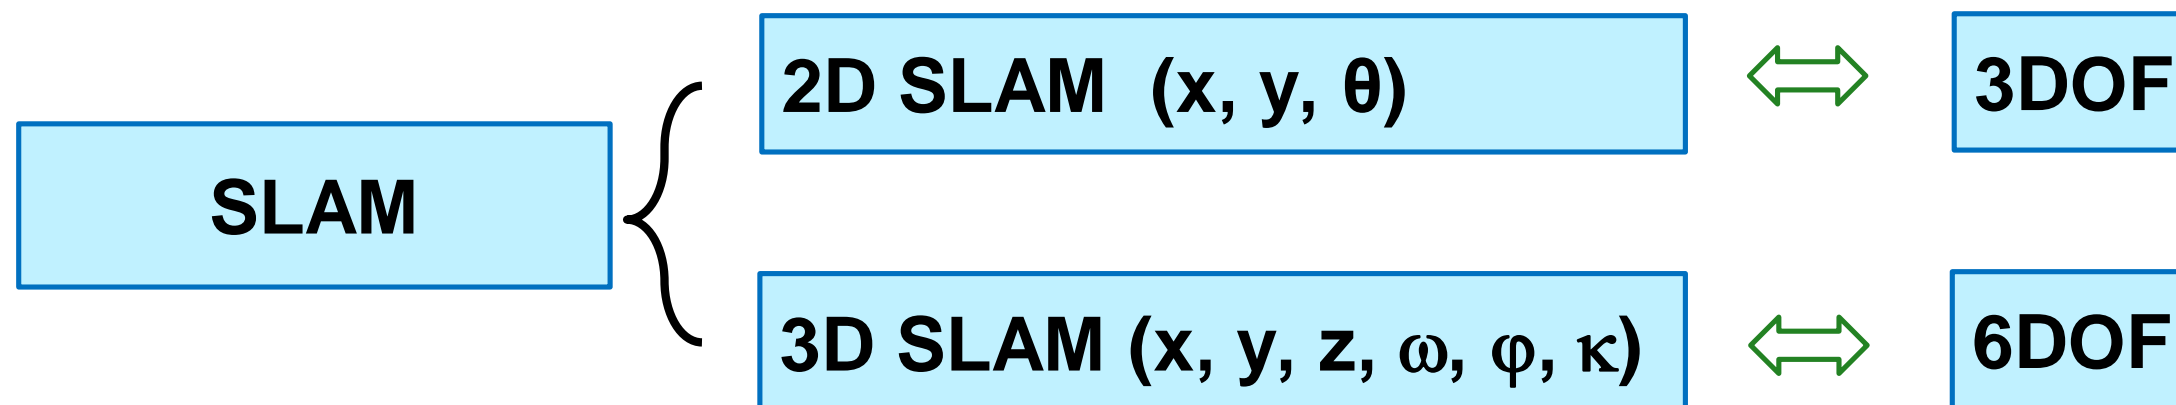 2D SLAM (x, y, θ)
3DOF
SLAM
3D SLAM (x, y, z, ω, φ, κ)
6DOF